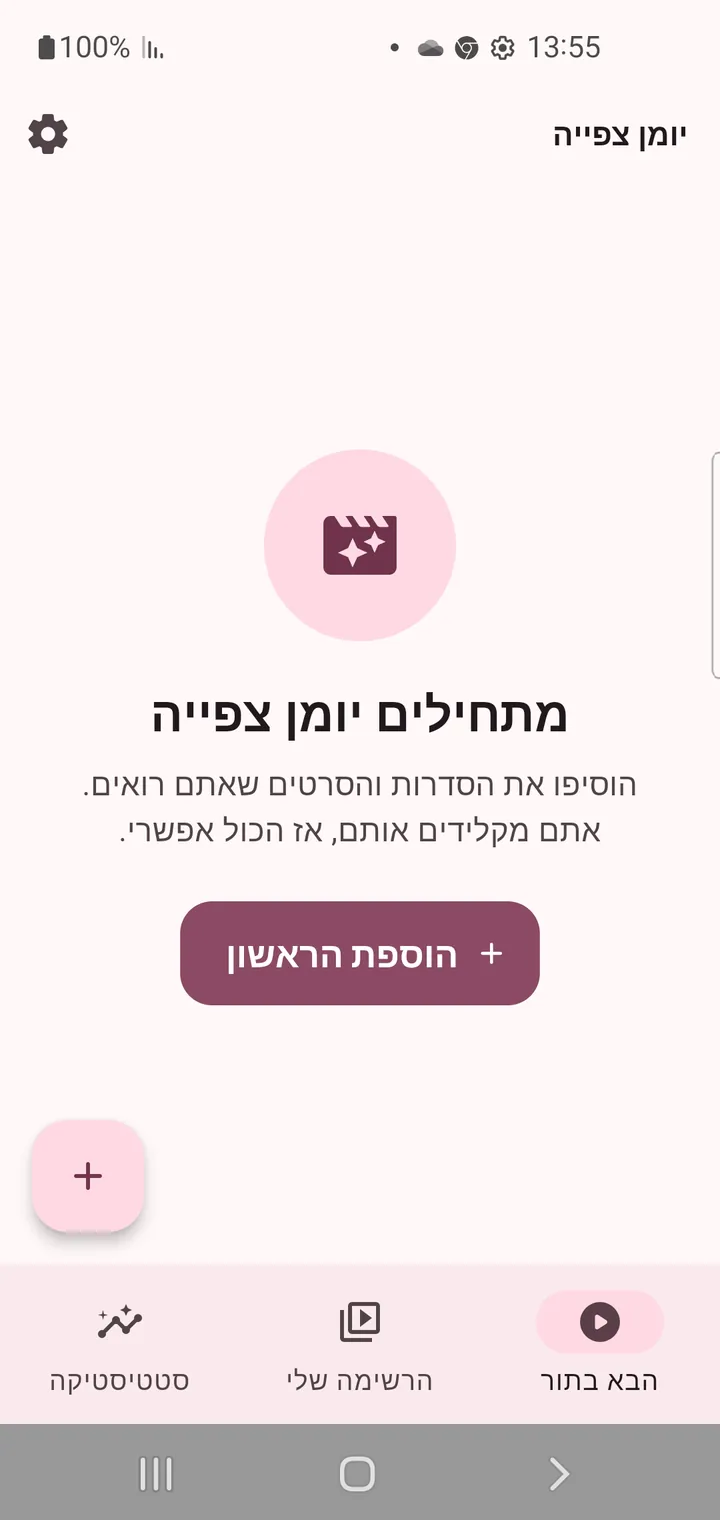 100% 13:55
יומן צפייה
מתחילים יומן צפייה
הוסיפו את הסדרות והסרטים שאתם רואים.
אתם מקלידים אותם, אז הכול אפשרי.
+ הוספת הראשון
+
הבא בתור
הרשימה שלי
סטטיסטיקה